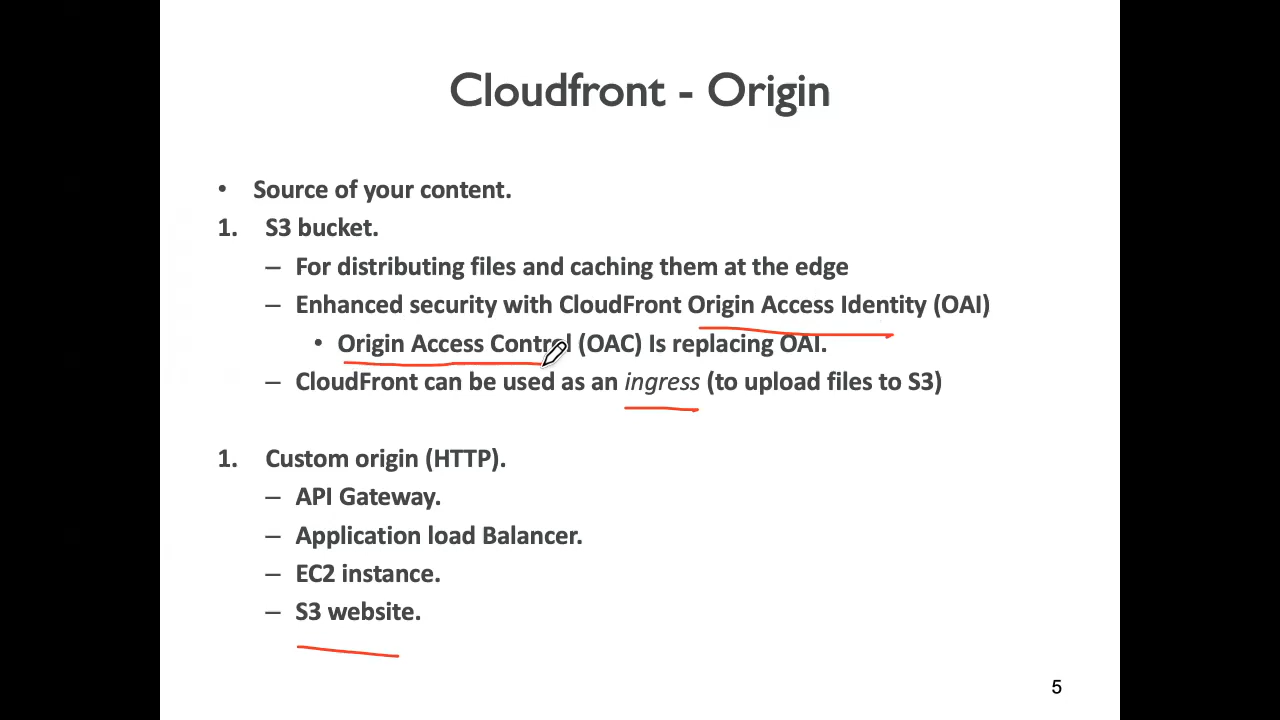 Cloudfront - Origin
• Source of your content.
1. S3 bucket.
– For distributing files and caching them at the edge
– Enhanced security with CloudFront Origin Access Identity (OAI)
• Origin Access Control (OAC) Is replacing OAI.
– CloudFront can be used as an ingress (to upload files to S3)
1. Custom origin (HTTP).
– API Gateway.
– Application load Balancer.
– EC2 instance.
– S3 website.
5